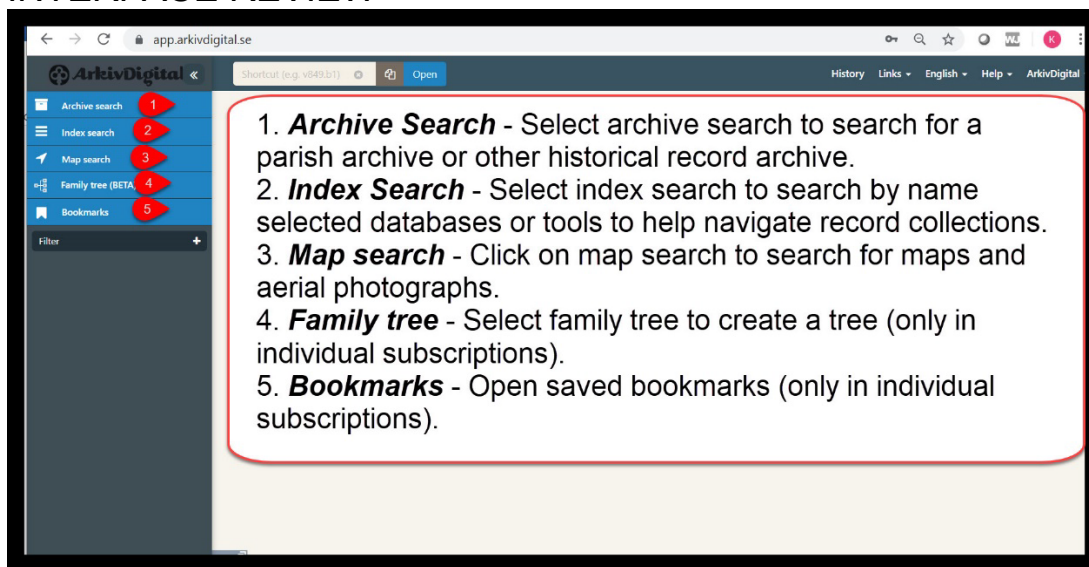 INTERFACE REVIEW
app.arkivdigital.se
K
ArkivDigital «
Shortcut (e.g. v849.b1) Open
History Links English Help ArkivDigital
Archive search 1
Index search 2
Map search 3
Family tree (BETA) 4
Bookmarks 5
Filter +
1. Archive Search - Select archive search to search for a
parish archive or other historical record archive.
2. Index Search - Select index search to search by name
selected databases or tools to help navigate record collections.
3. Map search - Click on map search to search for maps and
aerial photographs.
4. Family tree - Select family tree to create a tree (only in
individual subscriptions).
5. Bookmarks - Open saved bookmarks (only in individual
subscriptions).